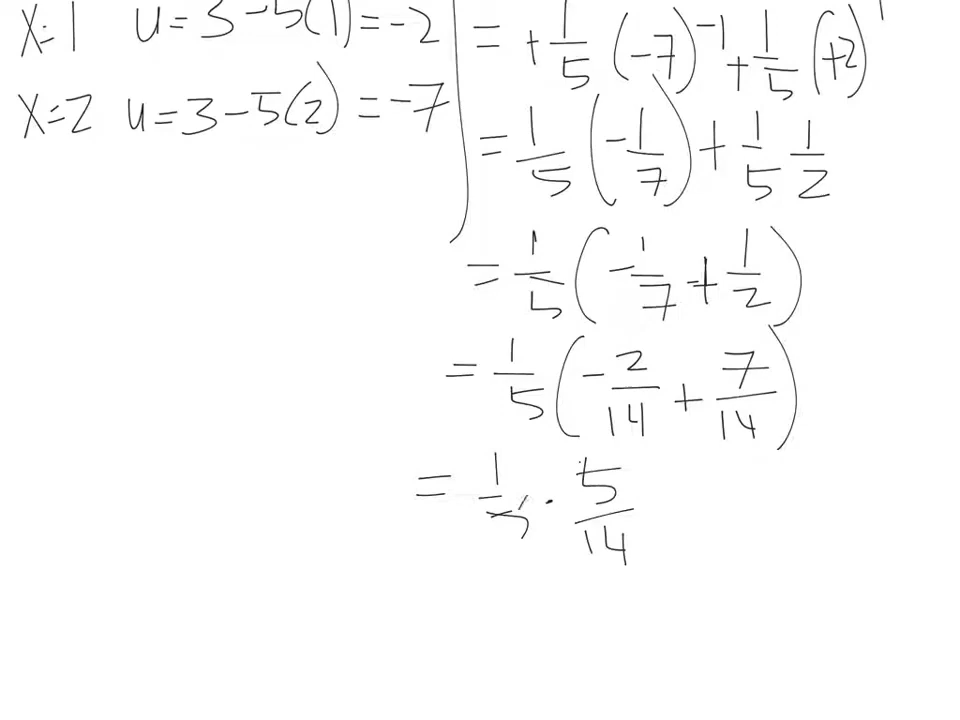 x=1 u=3-5(1)=-2
x=2 u=3-5(2)=-7
= +1/5 (-7)^-1 + 1/5 (+2)
= 1/5 (-1/7) + 1/5 1/2
= 1/5 (-1/7 + 1/2)
= 1/5 (-2/14 + 7/14)
= 1/5 · 5/14